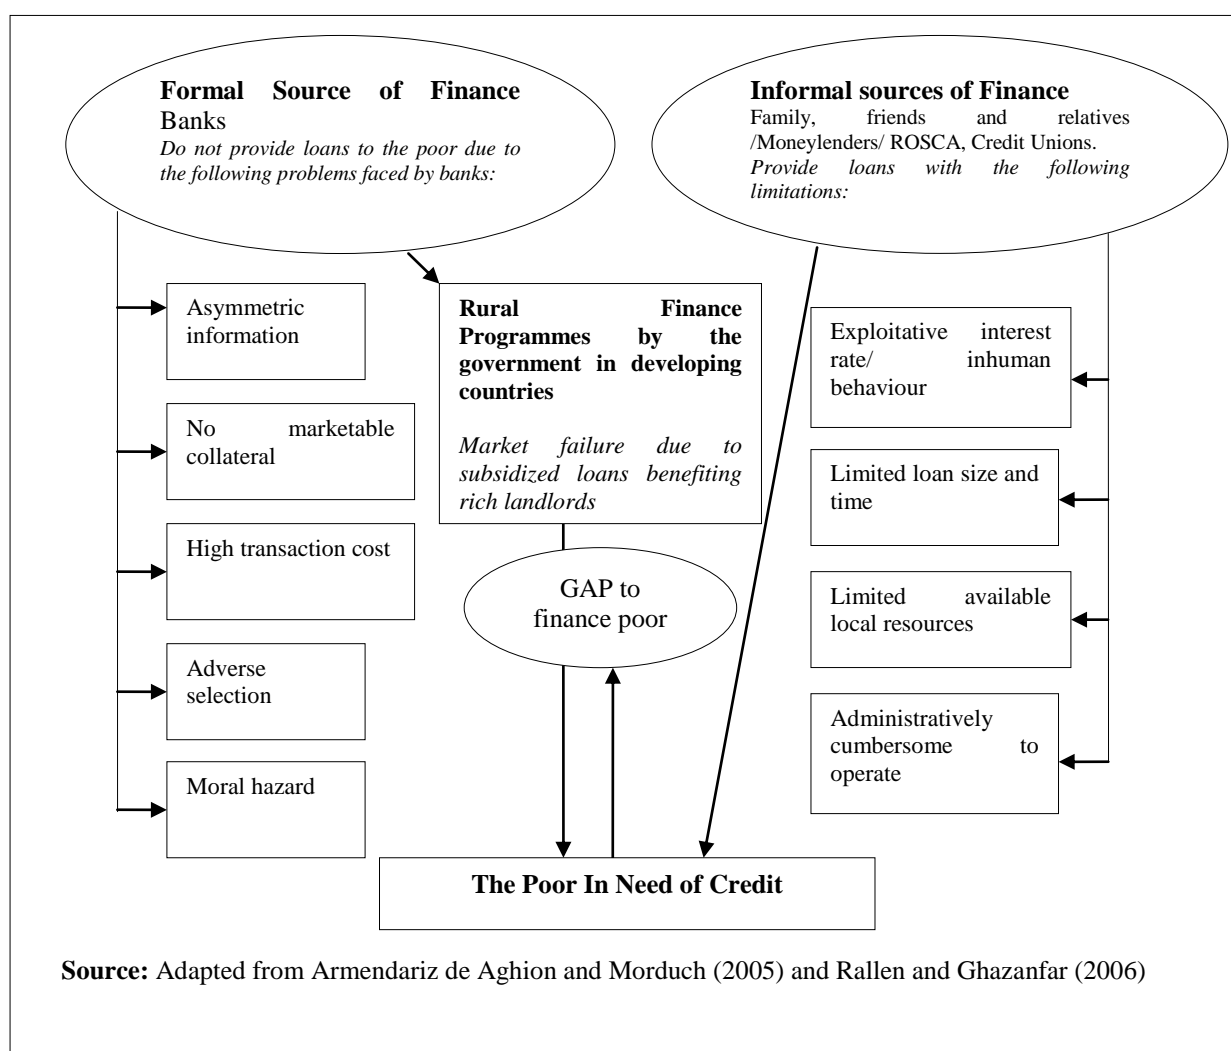 Formal Source of Finance
Banks
Do not provide loans to the poor due to
the following problems faced by banks:
Informal sources of Finance
Family, friends and relatives
/Moneylenders/ ROSCA, Credit Unions.
Provide loans with the following
limitations:
Asymmetric
information
No marketable
collateral
High transaction cost
Adverse
selection
Moral hazard
Rural Finance
Programmes by the
government in developing
countries
Market failure due to
subsidized loans benefiting
rich landlords
GAP to
finance poor
Exploitative interest
rate/ inhuman
behaviour
Limited loan size and
time
Limited available
local resources
Administratively
cumbersome to
operate
The Poor In Need of Credit
Source: Adapted from Armendariz de Aghion and Morduch (2005) and Rallen and Ghazanfar (2006)